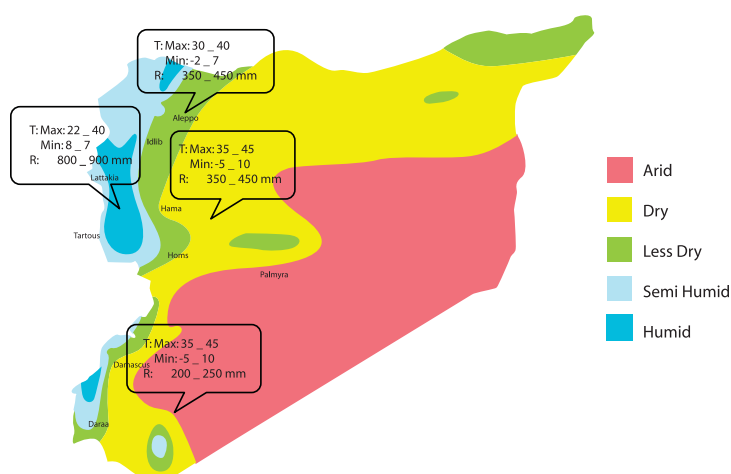 T: Max: 30 _ 40
Min: -2 _ 7
R: 350 _ 450 mm
Aleppo
T: Max: 22 _ 40
Min: 8 _ 7
R: 800 _ 900 mm
Lattakia
Idlib
T: Max: 35 _ 45
Min: -5 _ 10
R: 350 _ 450 mm
Hama
Tartous
Homs
Palmyra
T: Max: 35 _ 45
Min: -5 _ 10
R: 200 _ 250 mm
Damascus
Daraa
Arid
Dry
Less Dry
Semi Humid
Humid